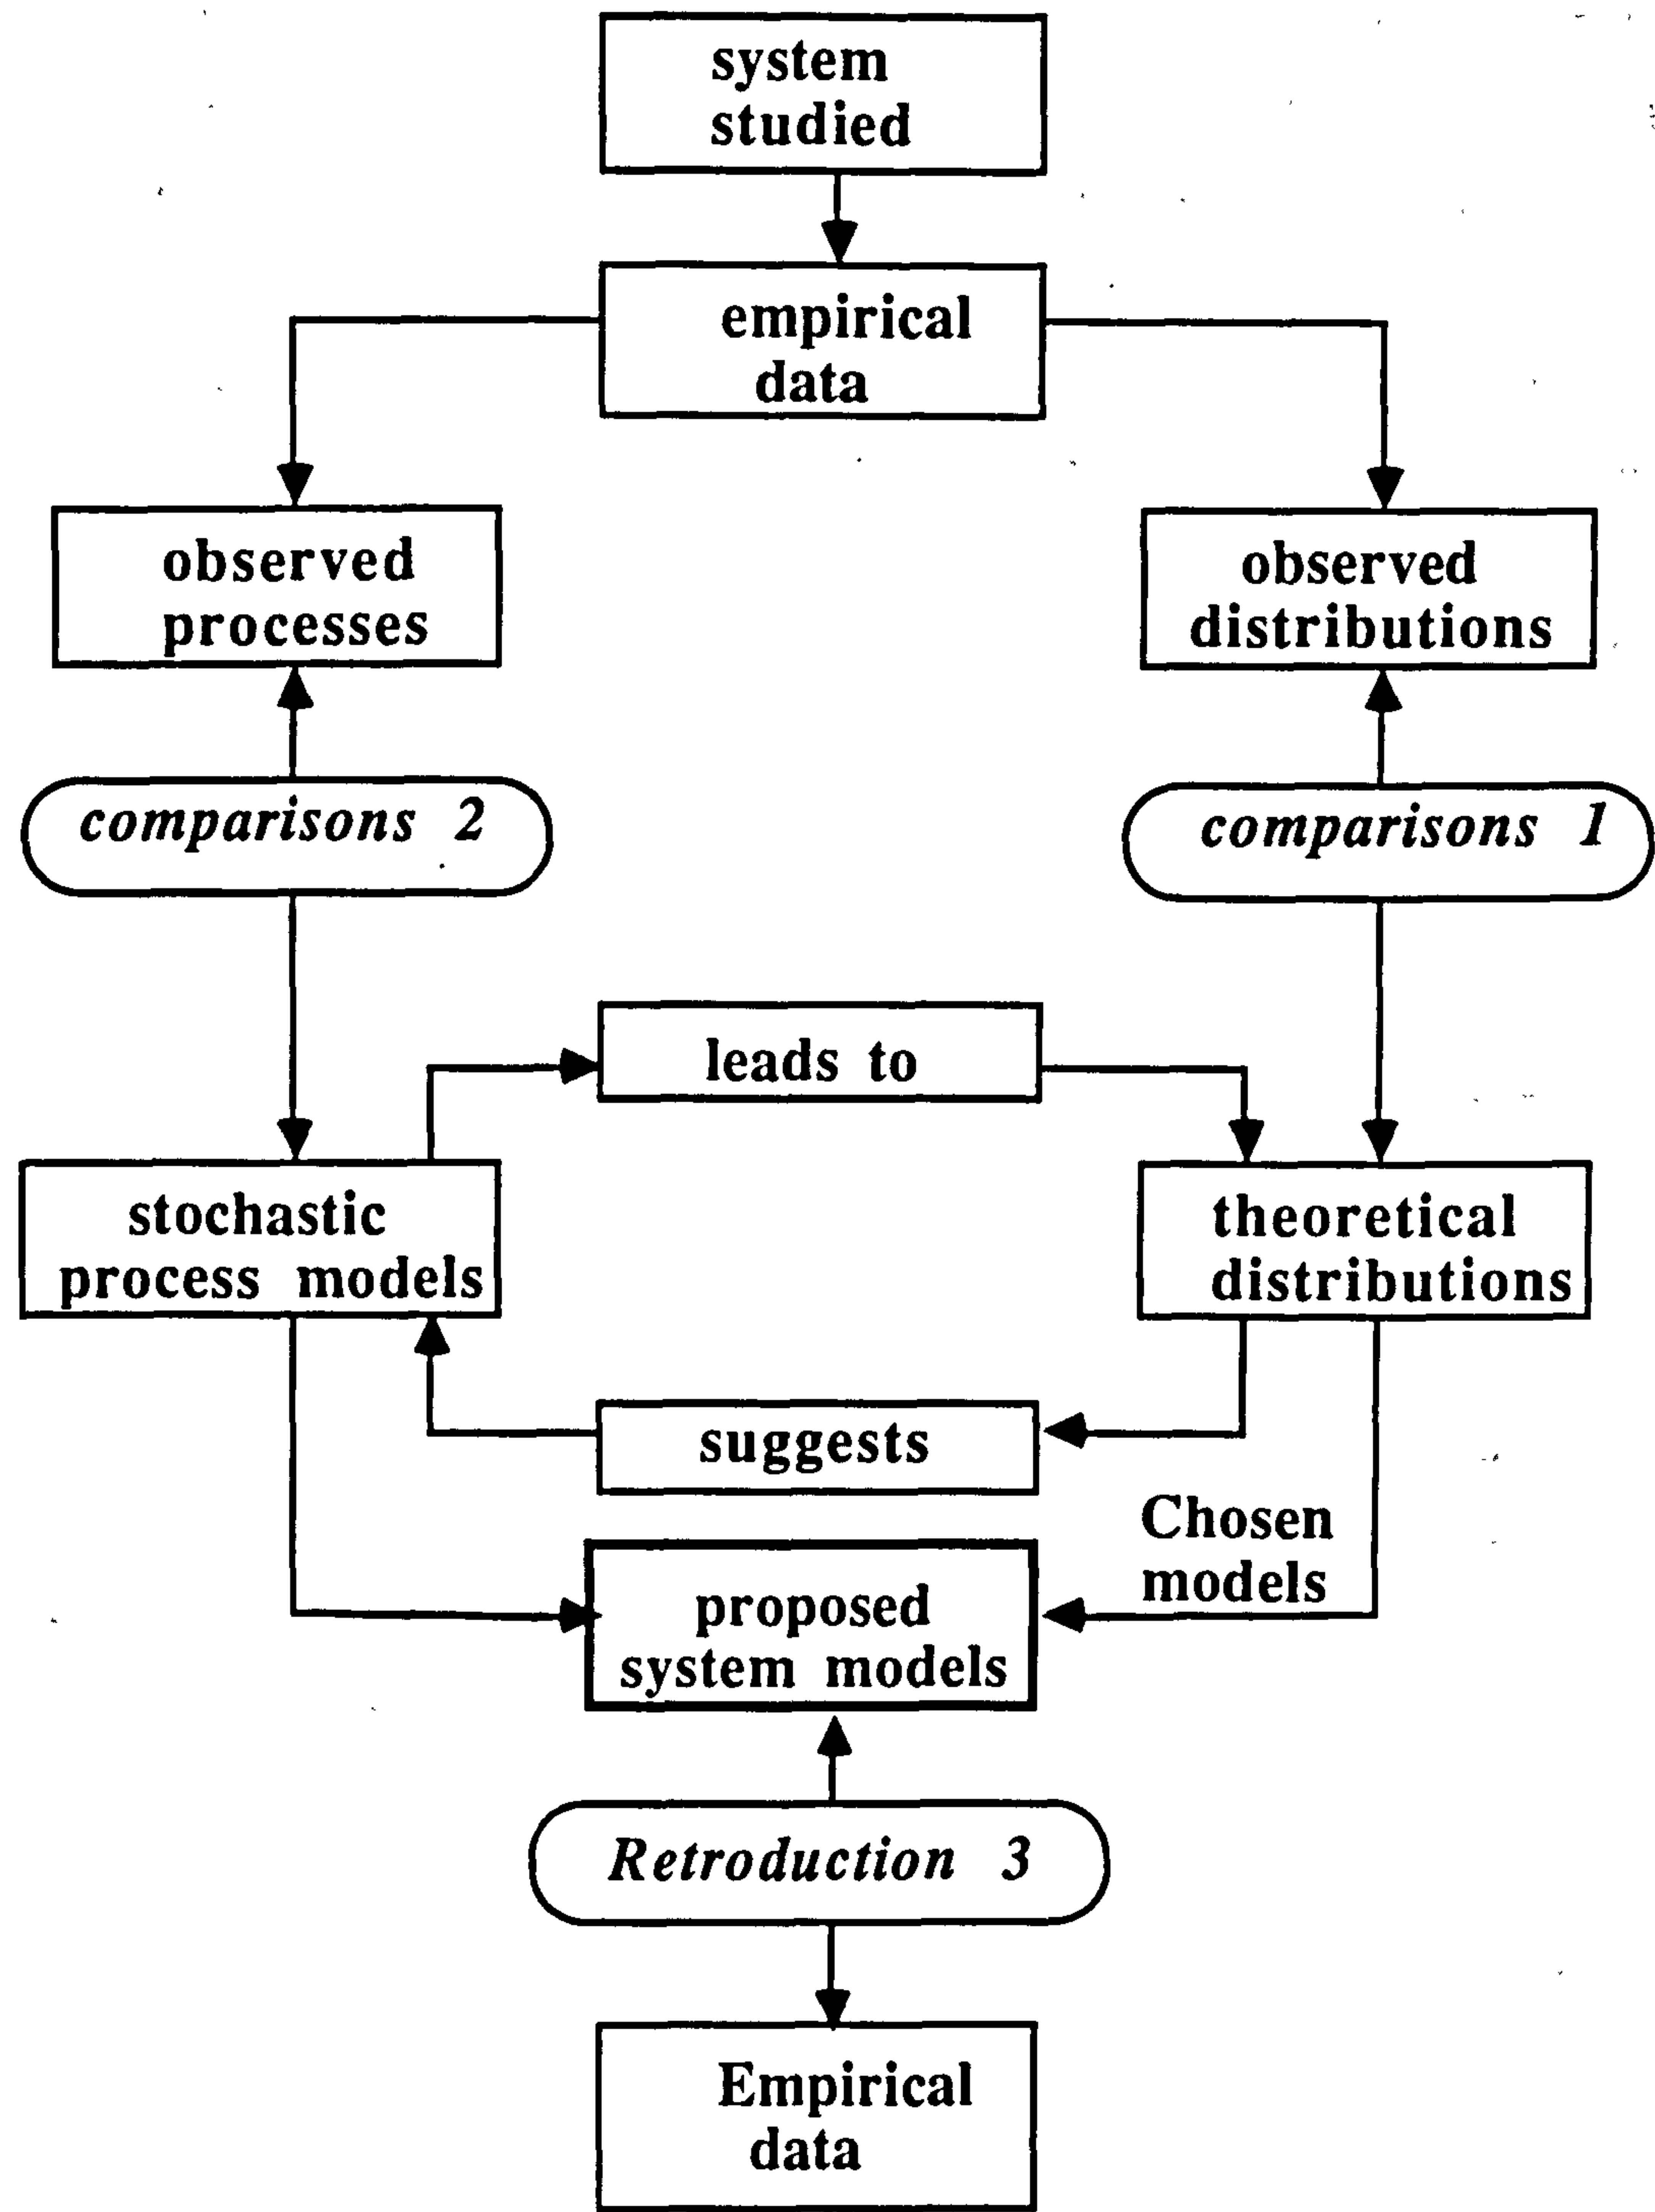 system
studied
empirical
data
observed
processes
observed
distributions
comparisons 2
comparisons 1
leads to
stochastic
process models
theoretical
distributions
suggests
Chosen
models
proposed
system models
Retroduction 3
Empirical
data